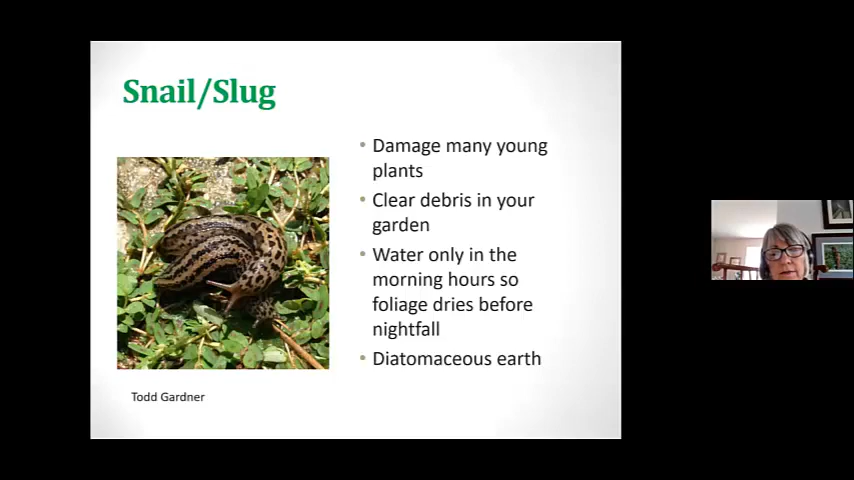 Snail/Slug
• Damage many young
plants
• Clear debris in your
garden
• Water only in the
morning hours so
foliage dries before
nightfall
• Diatomaceous earth
Todd Gardner